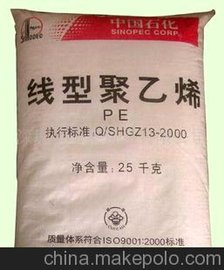 中国石化
SINOPEC CORP.
线型聚乙烯
PE
执行标准:Q/SHGZ13-2000
净含量:25千克
质量体系符合ISO9001:2000标准
china.makepolo.com